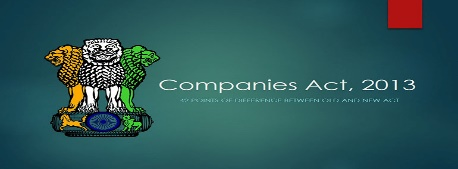 Companies Act, 2013
POINTS OF DIFFERENCE BETWEEN OLD AND NEW ACT